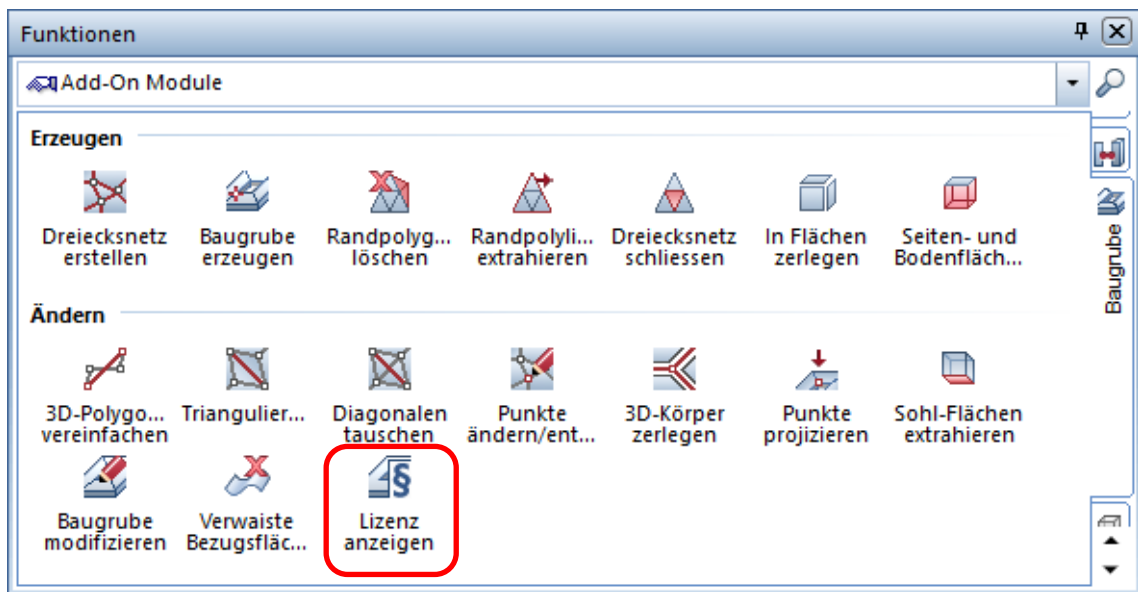 Funktionen
Add-On Module
Erzeugen
Dreiecksnetz erstellen
Baugrube erzeugen
Randpolyg... löschen
Randpolyli... extrahieren
Dreiecksnetz schliessen
In Flächen zerlegen
Seiten- und Bodenfläch...
Ändern
3D-Polygo... vereinfachen
Triangulier...
Diagonalen tauschen
Punkte ändern/ent...
3D-Körper zerlegen
Punkte projizieren
Sohl-Flächen extrahieren
Baugrube modifizieren
Verwaiste Bezugsfläc...
§
Lizenz anzeigen
Baugrube